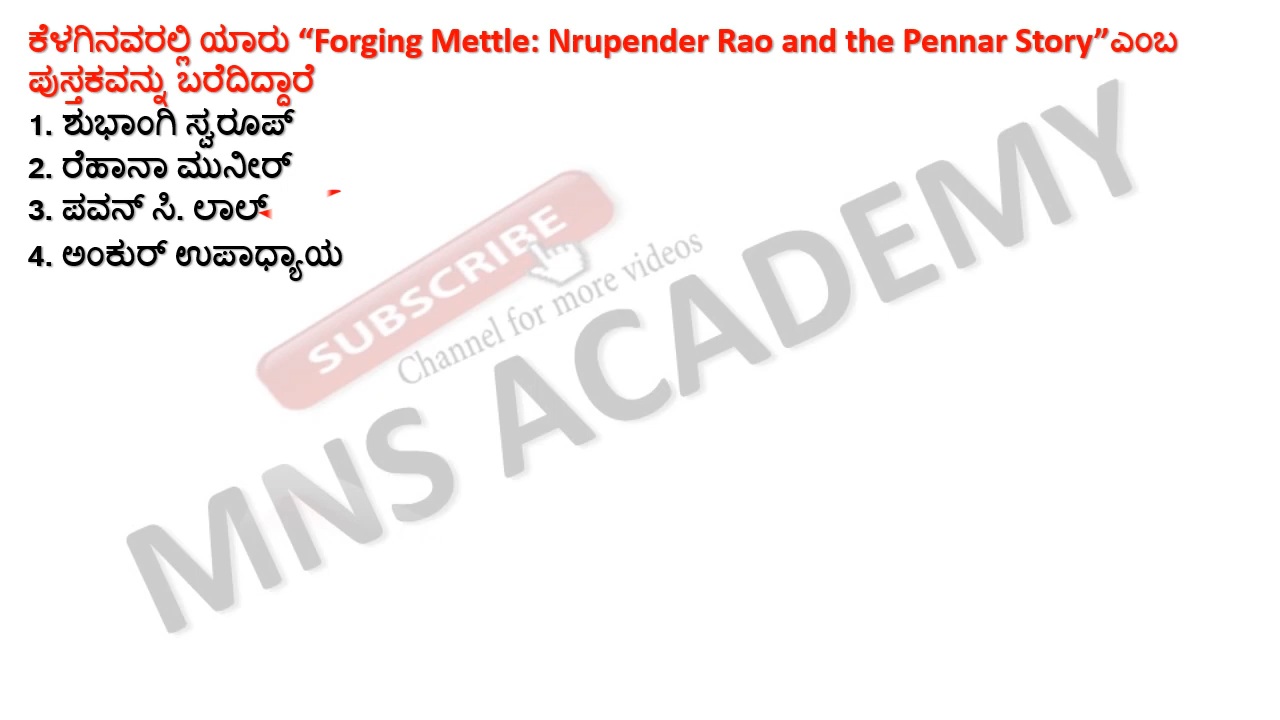 ಕೆಳಗಿನವರಲ್ಲಿ ಯಾರು “Forging Mettle: Nrupender Rao and the Pennar Story”ಎಂಬ
ಪುಸ್ತಕವನ್ನು ಬರೆದಿದ್ದಾರೆ
1. ಶುಭಾಂಗಿ ಸ್ವರೂಪ್
2. ರೆಹಾನಾ ಮುನೀರ್
3. ಪವನ್ ಸಿ. ಲಾಲ್
4. ಅಂಕುರ್ ಉಪಾಧ್ಯಾಯ
SUBSCRIBE
Channel for more videos
MNS ACADEMY